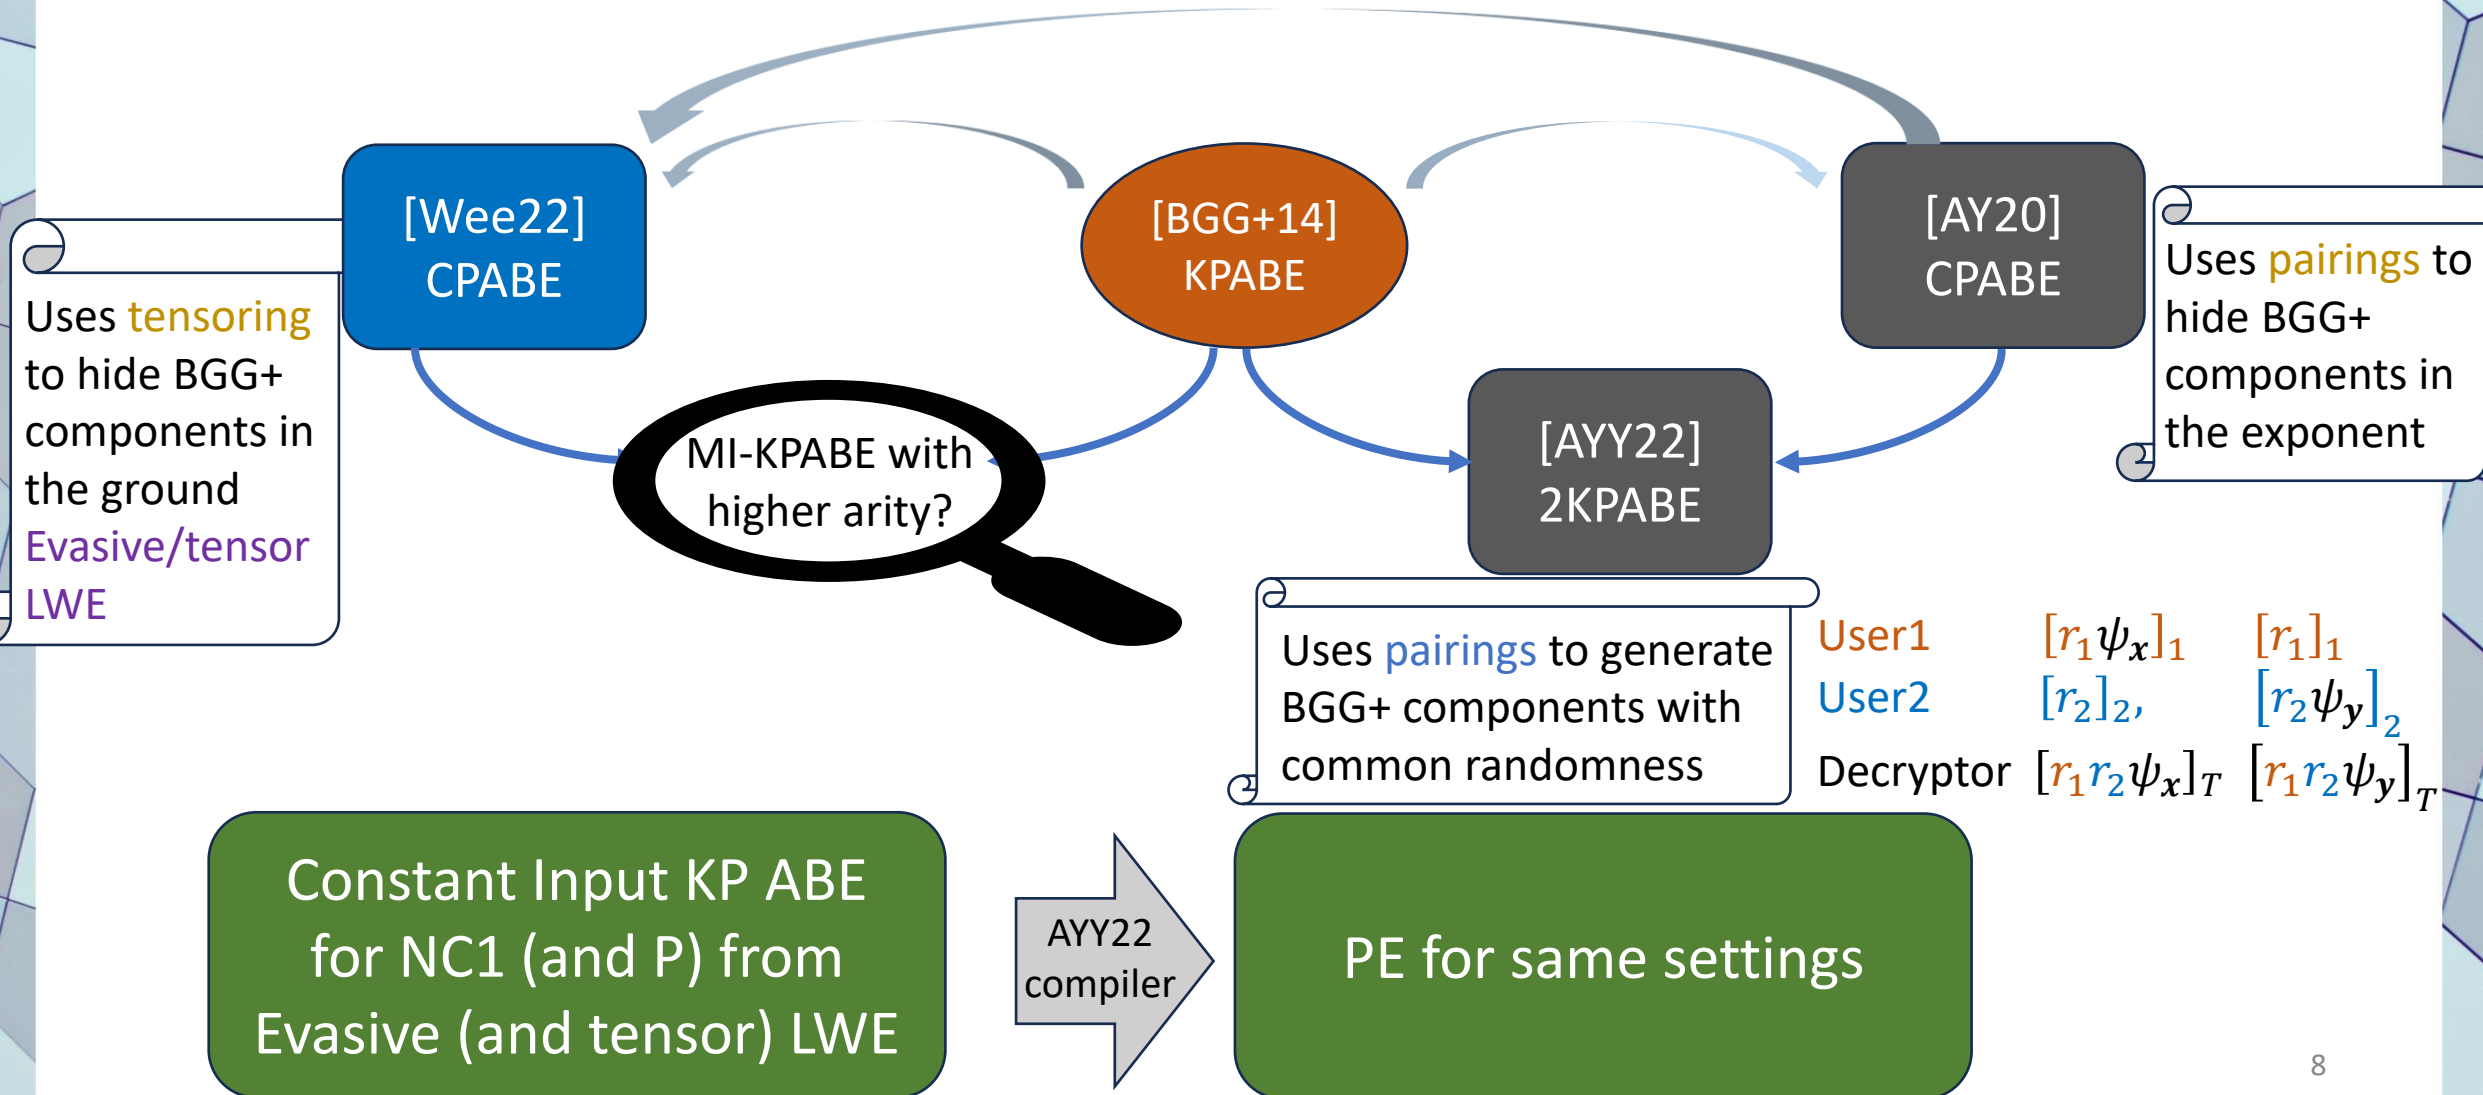 [Wee22]
CPABE
[BGG+14]
KPABE
[AY20]
CPABE
Uses tensoring
to hide BGG+
components in
the ground
Evasive/tensor
LWE
Uses pairings to
hide BGG+
components in
the exponent
MI-KPABE with
higher arity?
[AYY22]
2KPABE
Uses pairings to generate
BGG+ components with
common randomness
User1 [r₁ψₓ]₁ [r₁]₁
User2 [r₂]₂, [r₂ψ_y]₂
Decryptor [r₁r₂ψₓ]_T [r₁r₂ψ_y]_T
Constant Input KP ABE
for NC1 (and P) from
Evasive (and tensor) LWE
AYY22
compiler
PE for same settings
8